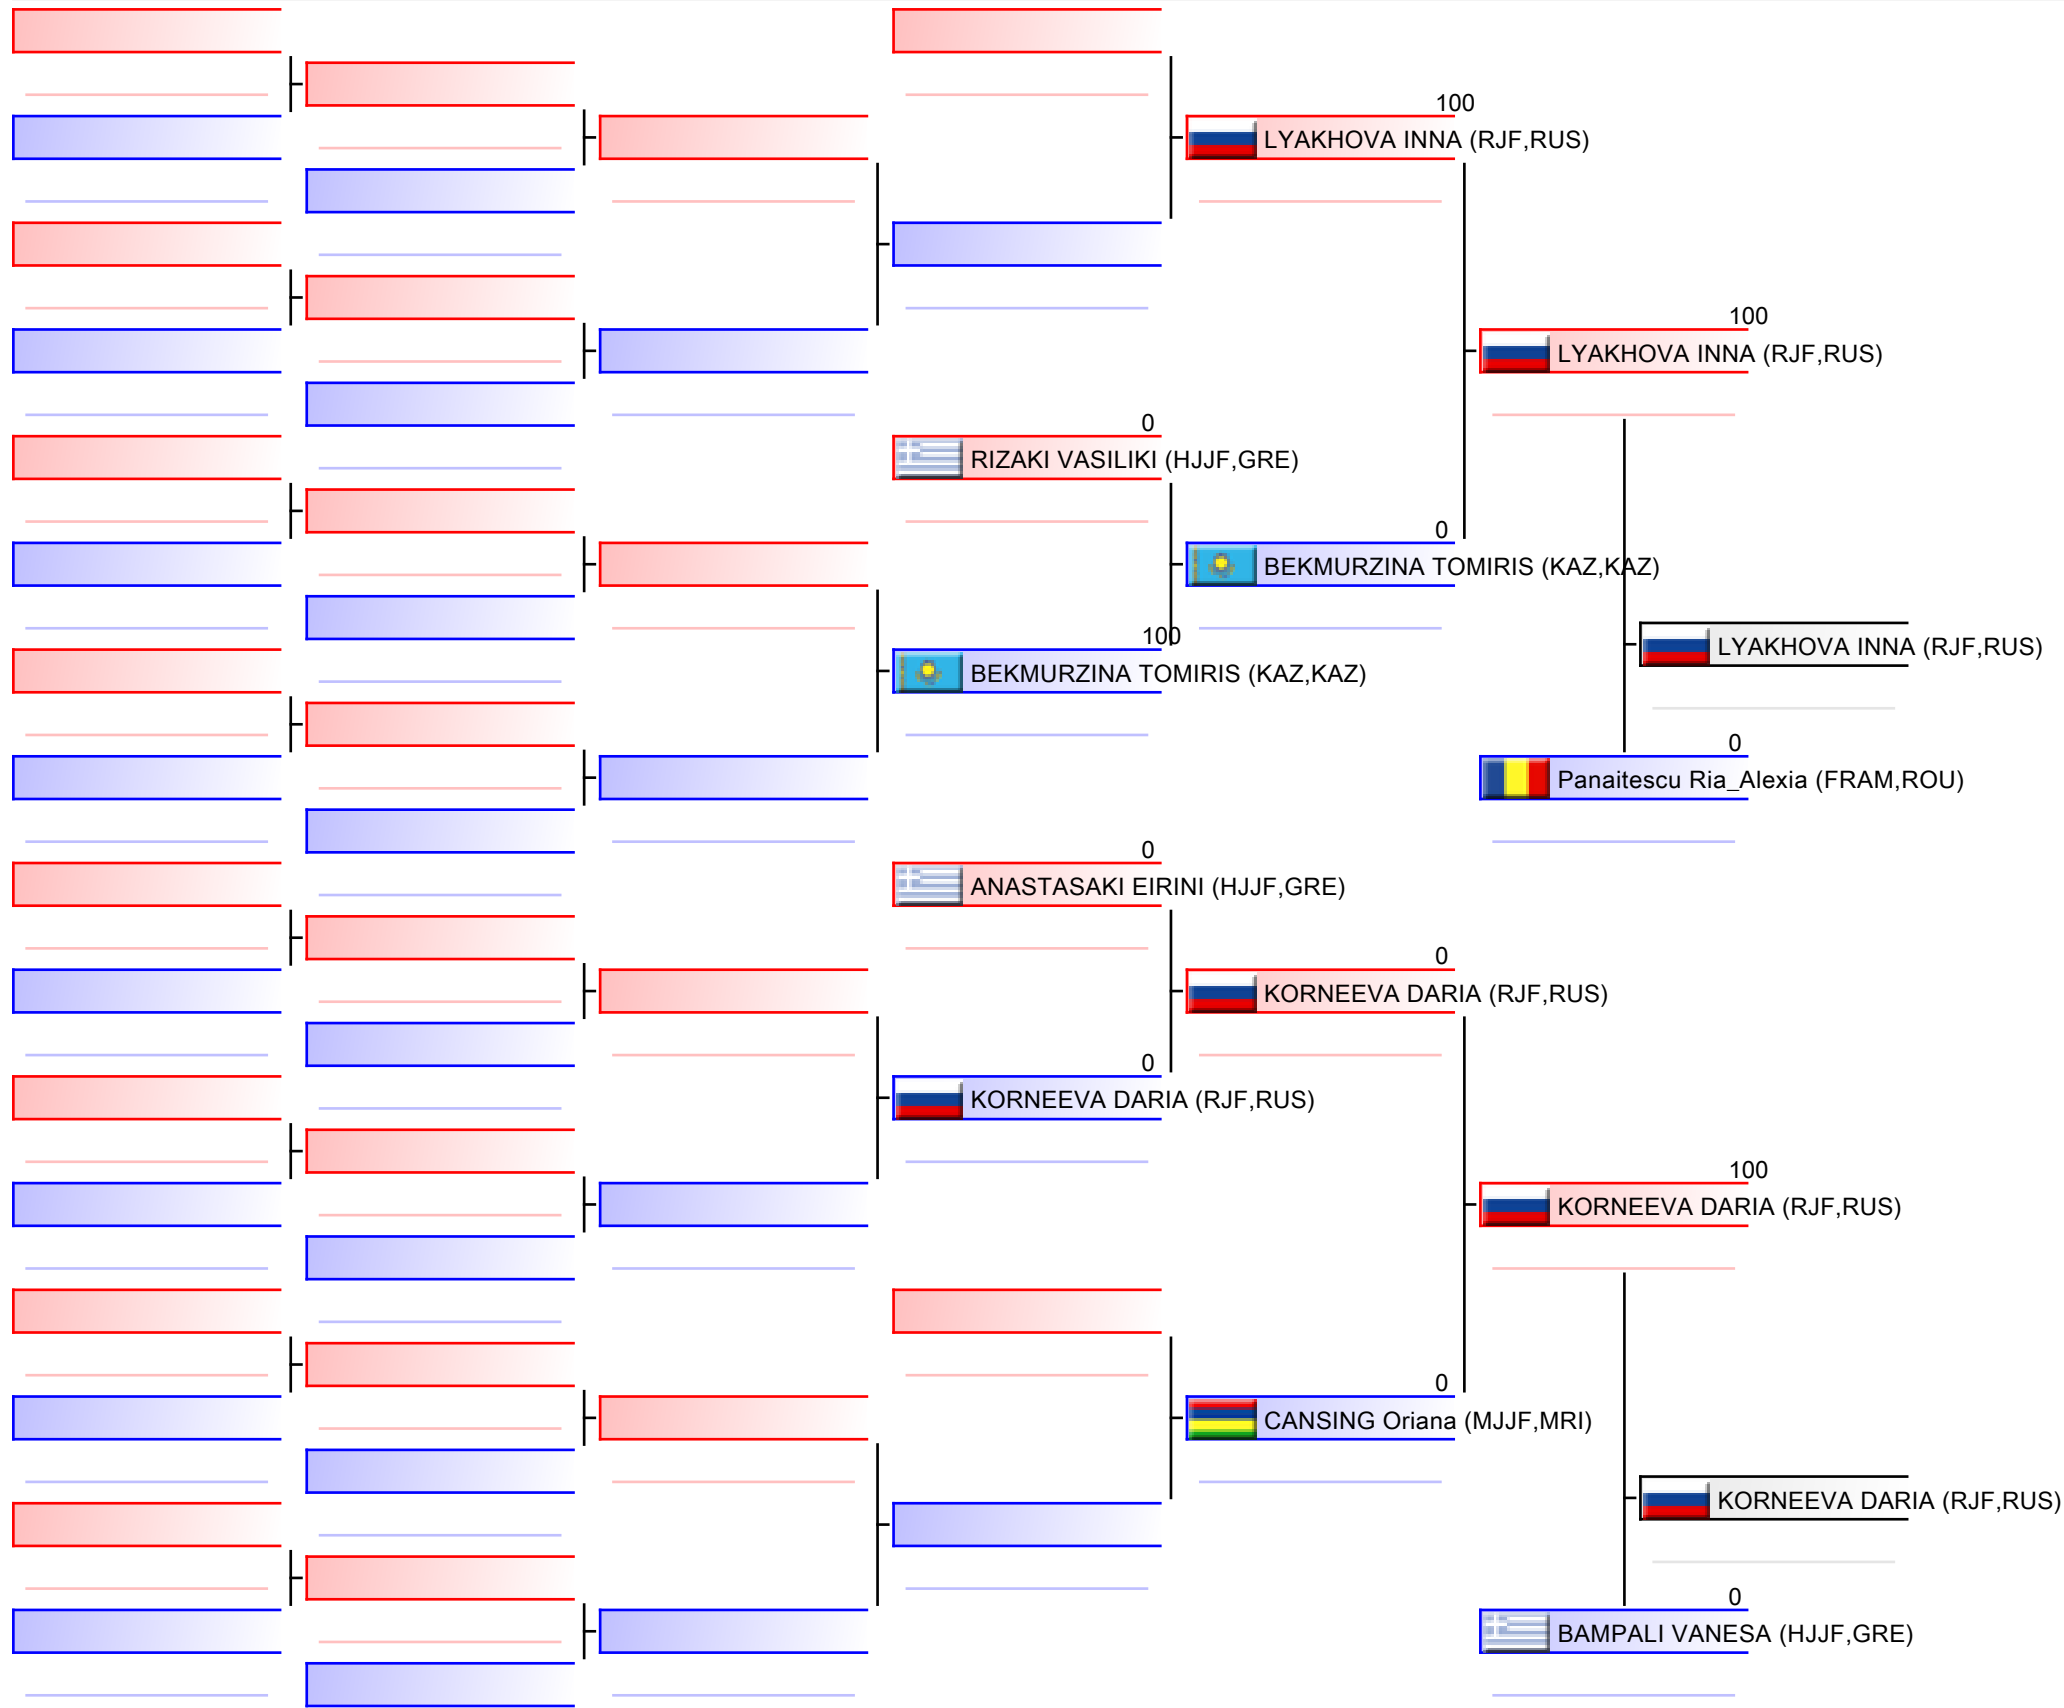 100
LYAKHOVA INNA (RJF,RUS)
100
LYAKHOVA INNA (RJF,RUS)
0
RIZAKI VASILIKI (HJJF,GRE)
0
BEKMURZINA TOMIRIS (KAZ,KAZ)
100
BEKMURZINA TOMIRIS (KAZ,KAZ)
LYAKHOVA INNA (RJF,RUS)
0
Panaitescu Ria_Alexia (FRAM,ROU)
0
ANASTASAKI EIRINI (HJJF,GRE)
0
KORNEEVA DARIA (RJF,RUS)
0
KORNEEVA DARIA (RJF,RUS)
100
KORNEEVA DARIA (RJF,RUS)
0
CANSING Oriana (MJJF,MRI)
KORNEEVA DARIA (RJF,RUS)
0
BAMPALI VANESA (HJJF,GRE)